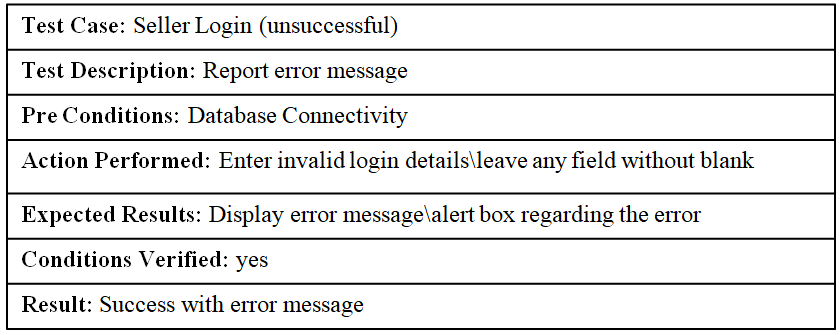 Test Case: Seller Login (unsuccessful)
Test Description: Report error message
Pre Conditions: Database Connectivity
Action Performed: Enter invalid login details\leave any field without blank
Expected Results: Display error message\alert box regarding the error
Conditions Verified: yes
Result: Success with error message